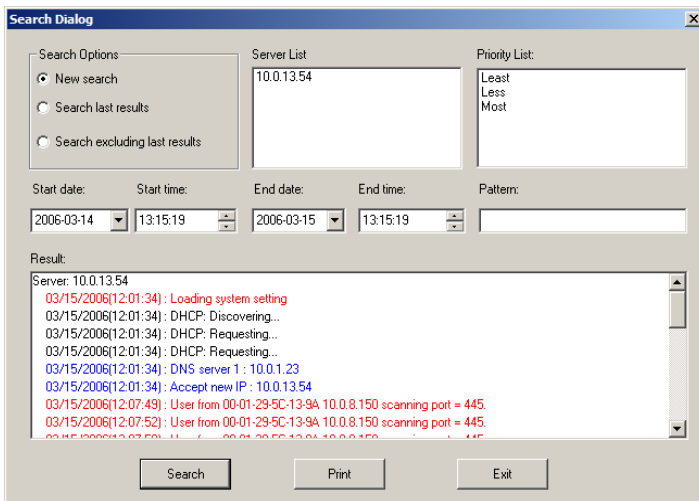 Search Dialog
Search Options
New search
Search last results
Search excluding last results
Server List
10.0.13.54
Priority List:
Least
Less
Most
Start date:
Start time:
End date:
End time:
Pattern:
2006-03-14
13:15:19
2006-03-15
13:15:19
Result:
Server: 10.0.13.54
03/15/2006(12:01:34) : Loading system setting
03/15/2006(12:01:34) : DHCP: Discovering...
03/15/2006(12:01:34) : DHCP: Requesting...
03/15/2006(12:01:34) : DHCP: Requesting...
03/15/2006(12:01:34) : DNS server 1 : 10.0.1.23
03/15/2006(12:01:34) : Accept new IP : 10.0.13.54
03/15/2006(12:07:49) : User from 00-01-29-5C-13-9A 10.0.8.150 scanning port = 445.
03/15/2006(12:07:52) : User from 00-01-29-5C-13-9A 10.0.8.150 scanning port = 445.
Search
Print
Exit